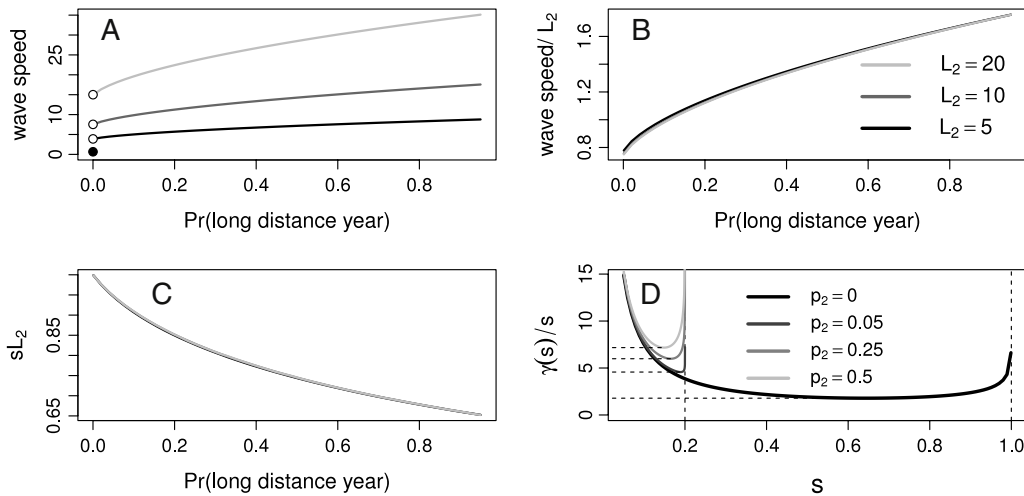 A
wave speed
0 10 25
0.0 0.2 0.4 0.6 0.8
Pr(long distance year)
B
wave speed/ L₂
0.8 1.2 1.6
L₂ = 20
L₂ = 10
L₂ = 5
0.0 0.2 0.4 0.6 0.8
Pr(long distance year)
C
sL₂
0.65 0.85
0.0 0.2 0.4 0.6 0.8
Pr(long distance year)
D
γ(s)/s
0 5 10 15
p₂ = 0
p₂ = 0.05
p₂ = 0.25
p₂ = 0.5
0.2 0.4 0.6 0.8 1.0
s